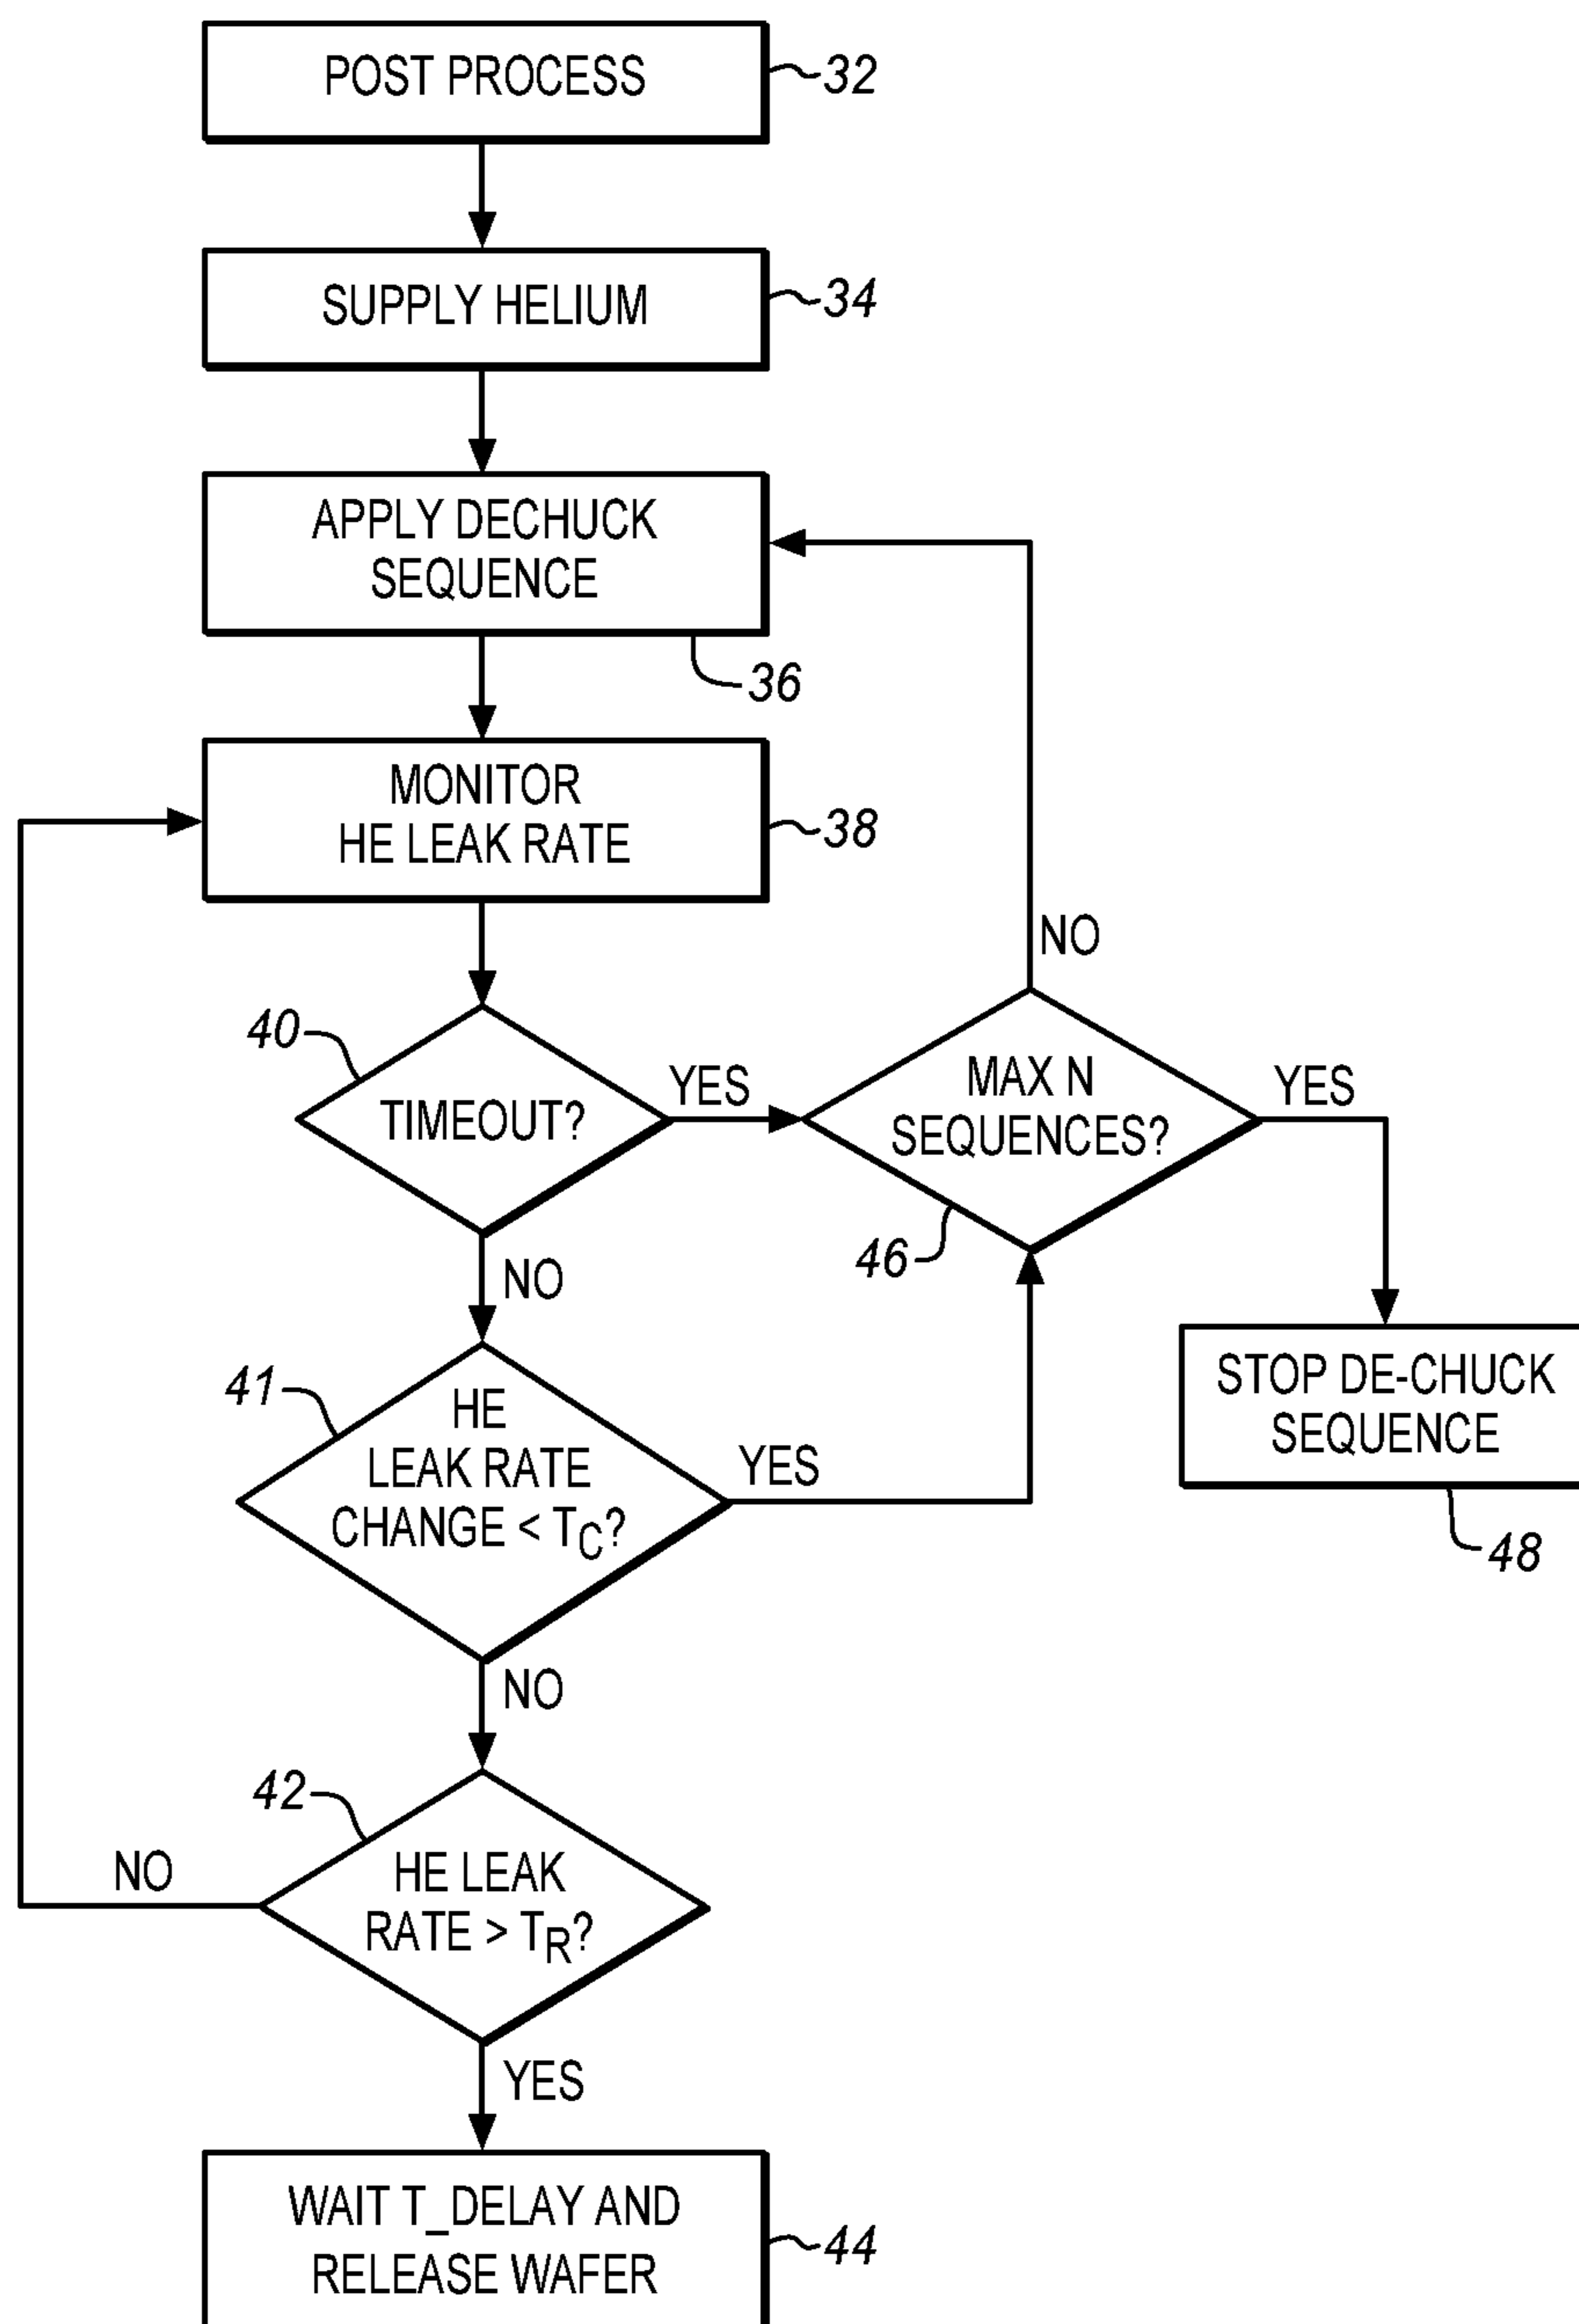 POST PROCESS
32
SUPPLY HELIUM
34
APPLY DECHUCK
SEQUENCE
36
MONITOR
HE LEAK RATE
38
NO
40
TIMEOUT?
YES
MAX N
SEQUENCES?
YES
46
NO
STOP DE-CHUCK
SEQUENCE
48
41
HE
LEAK RATE
CHANGE < TC?
YES
NO
42
HE LEAK
RATE > TR?
NO
YES
WAIT T_DELAY AND
RELEASE WAFER
44